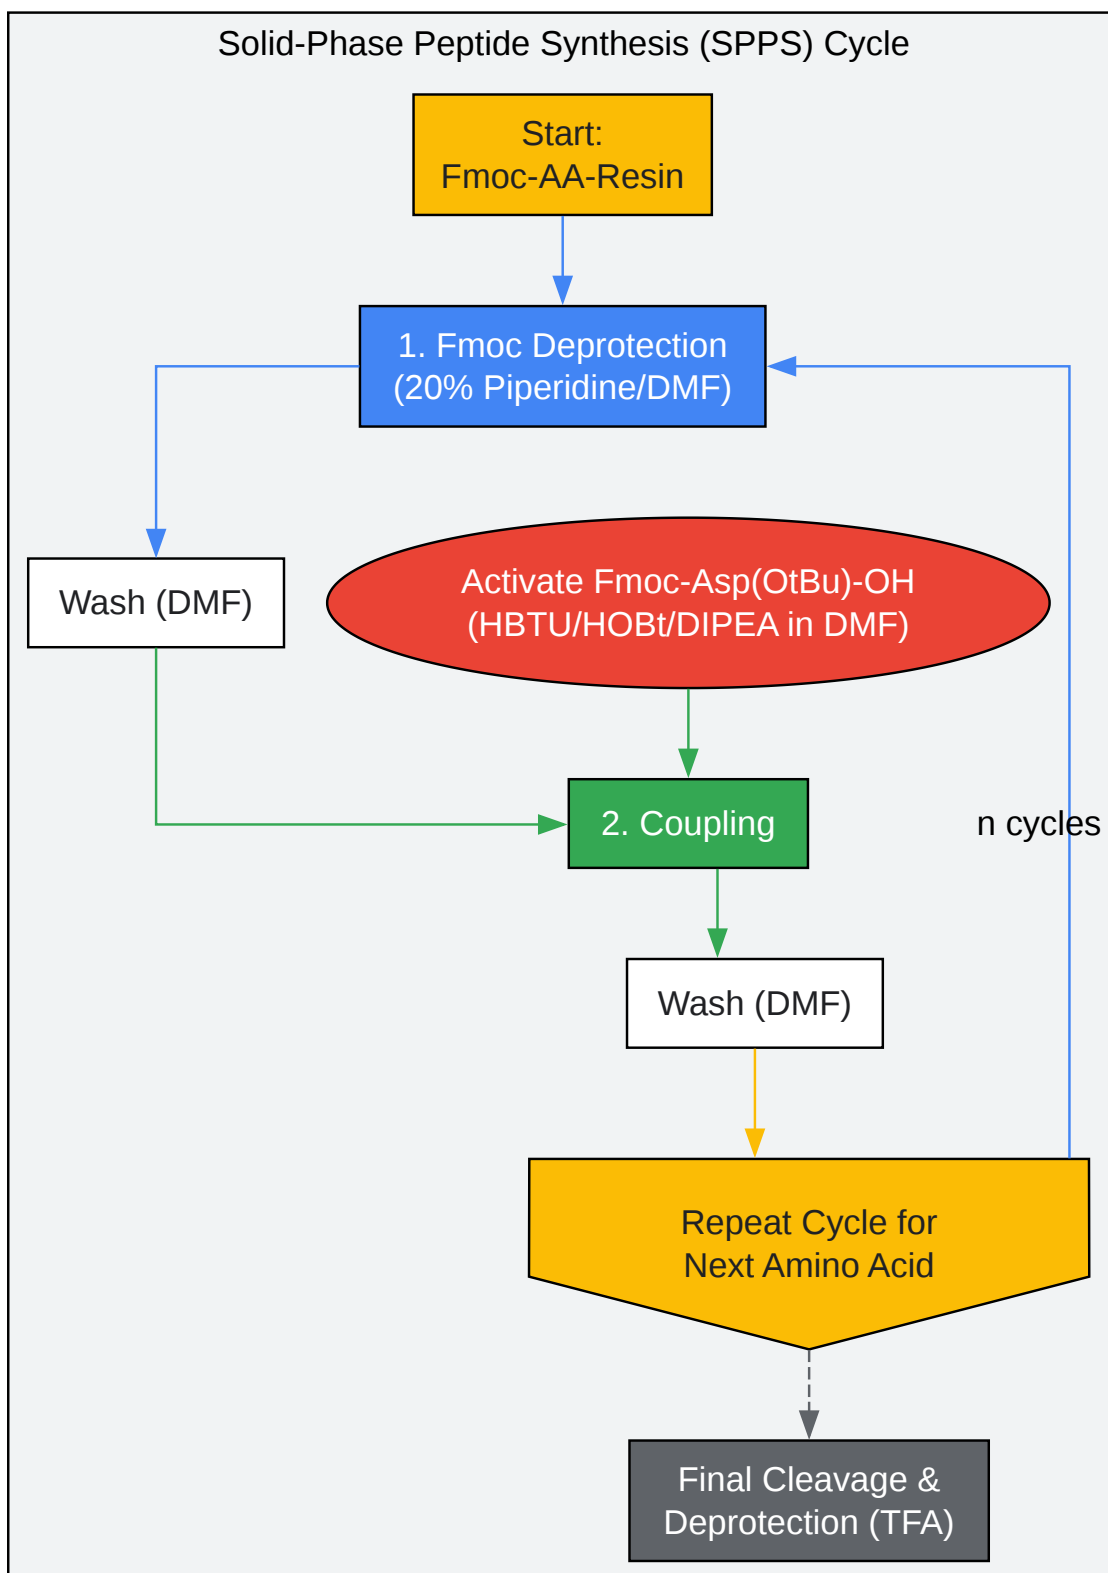 Solid-Phase Peptide Synthesis (SPPS) Cycle
Start:
Fmoc-AA-Resin
1. Fmoc Deprotection
(20% Piperidine/DMF)
Wash (DMF)
Activate Fmoc-Asp(OtBu)-OH
(HBTU/HOBt/DIPEA in DMF)
2. Coupling
n cycles
Wash (DMF)
Repeat Cycle for
Next Amino Acid
Final Cleavage &
Deprotection (TFA)